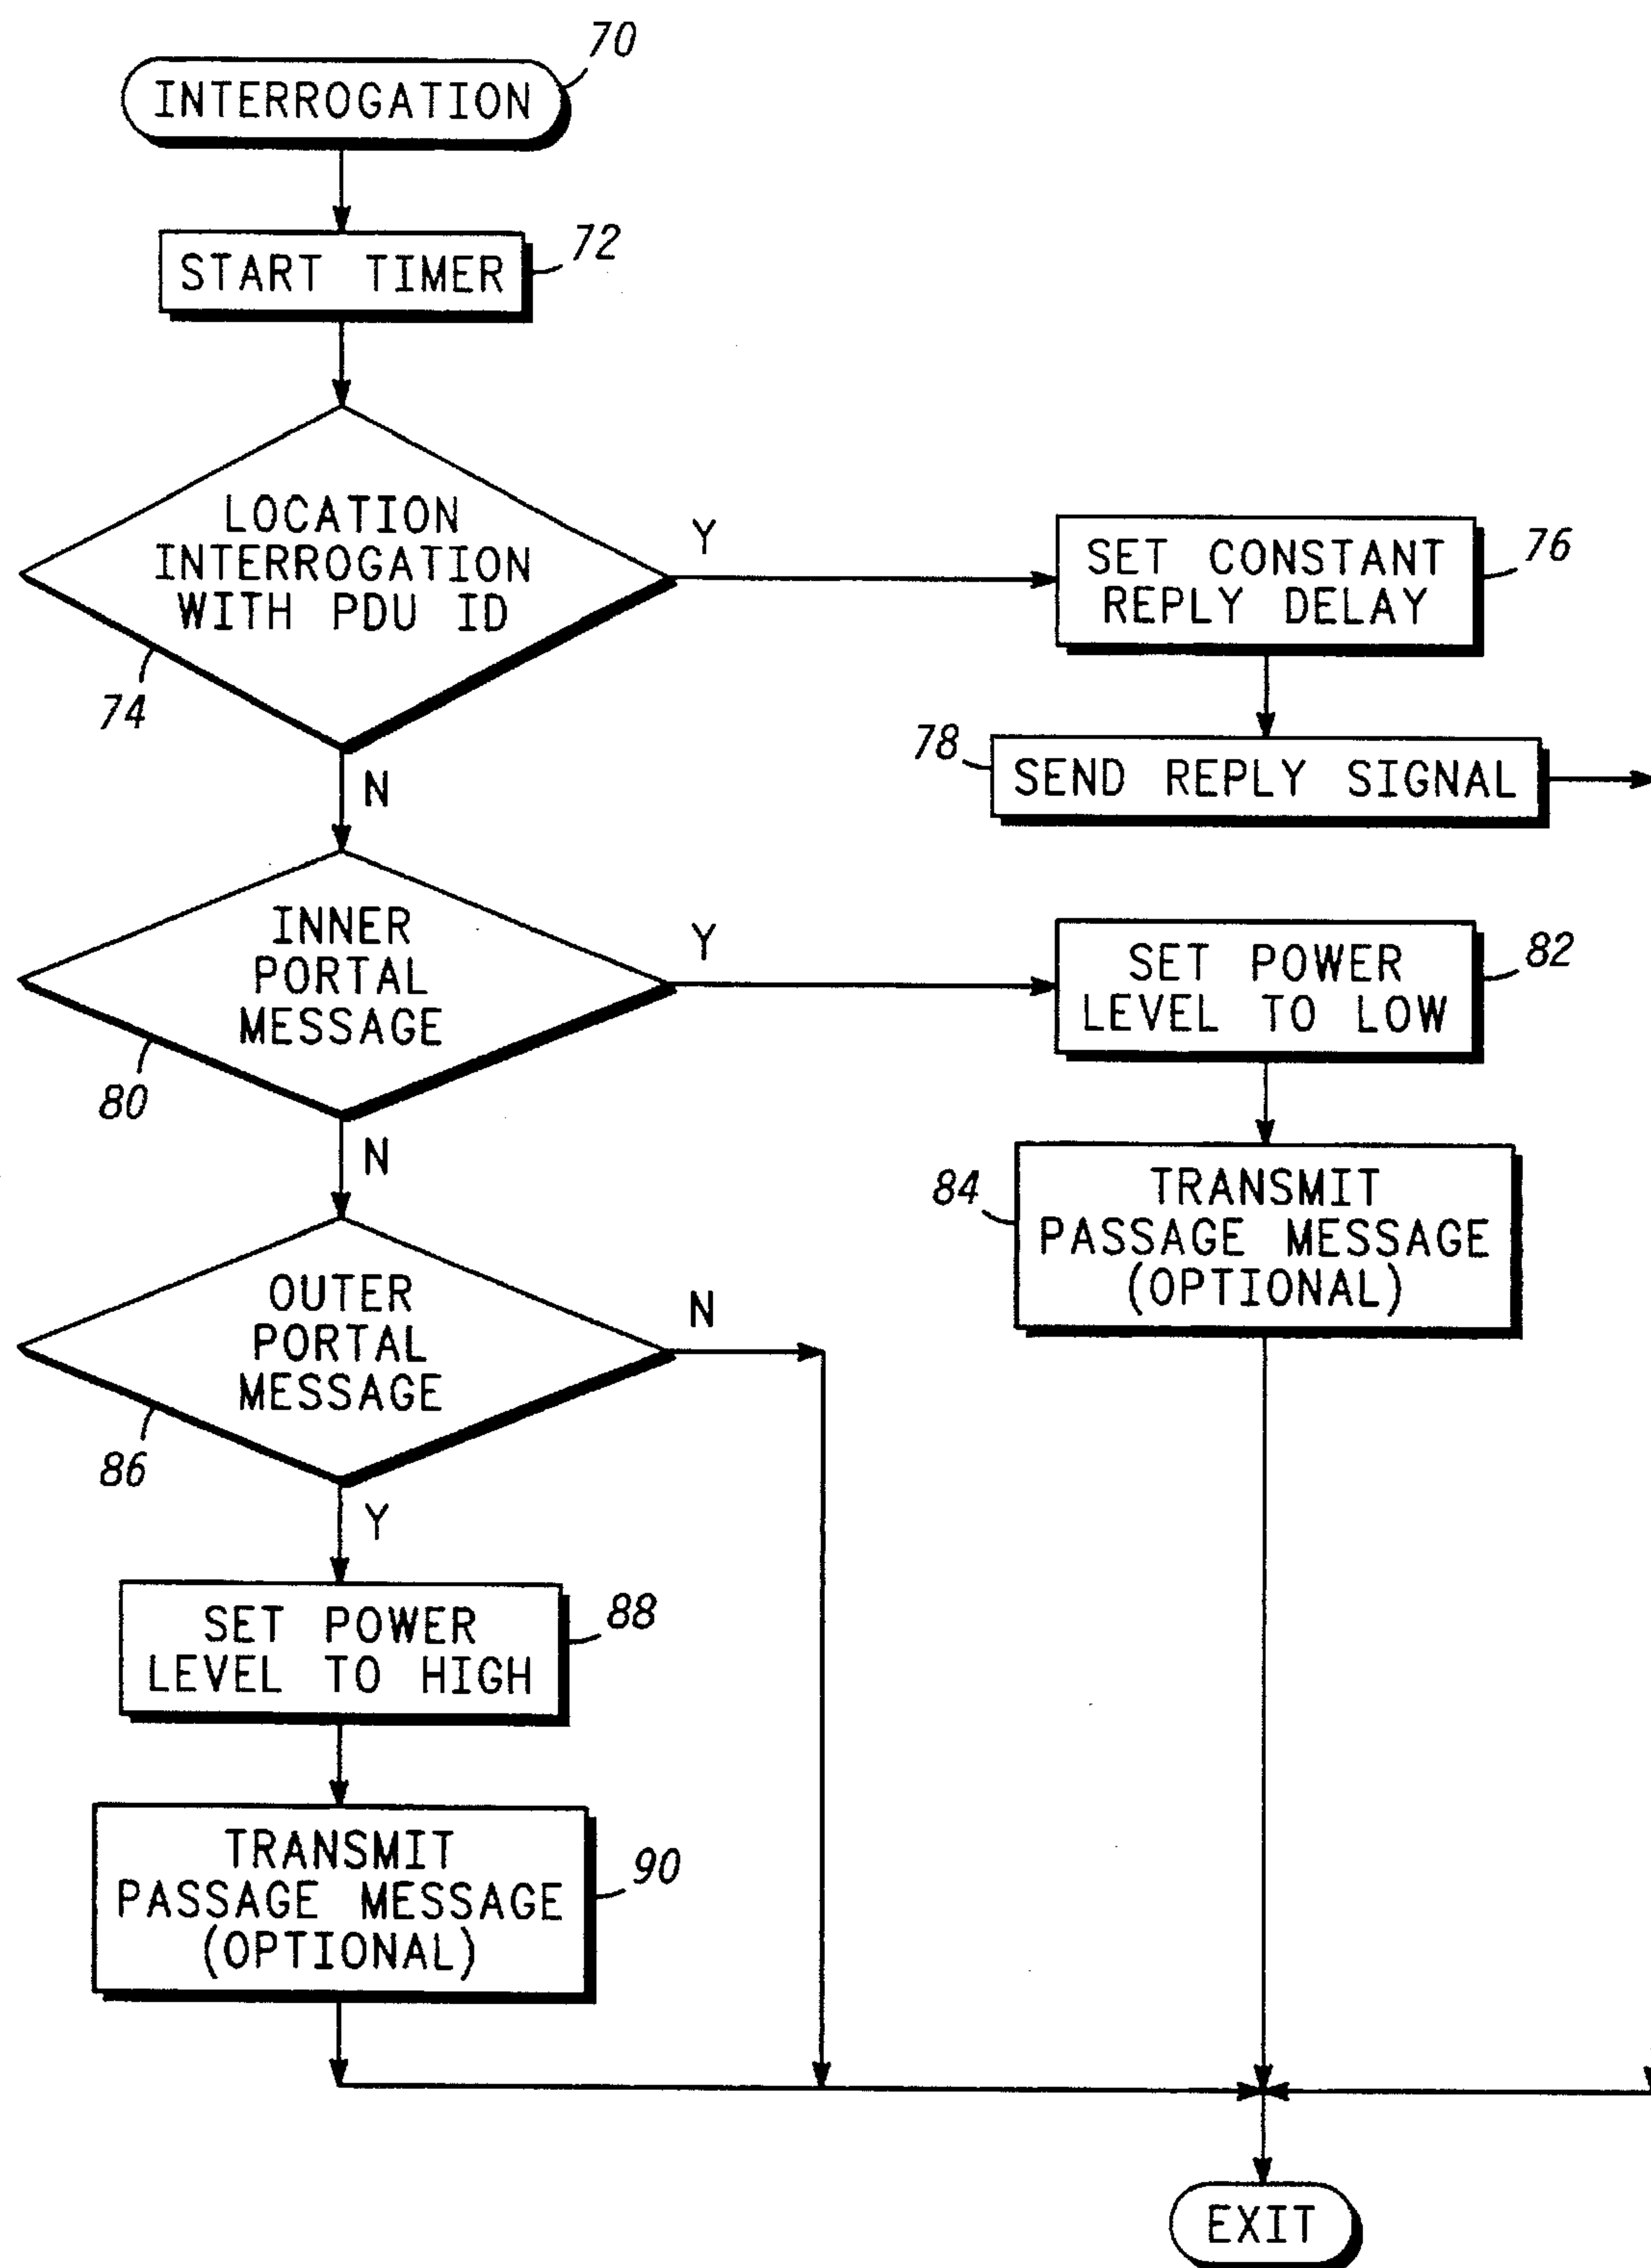 INTERROGATION
70
START TIMER
72
LOCATION
INTERROGATION
WITH PDU ID
74
Y
N
SET CONSTANT
REPLY DELAY
76
78
SEND REPLY SIGNAL
INNER
PORTAL
MESSAGE
80
Y
N
SET POWER
LEVEL TO LOW
82
84
TRANSMIT
PASSAGE MESSAGE
(OPTIONAL)
OUTER
PORTAL
MESSAGE
86
N
Y
SET POWER
LEVEL TO HIGH
88
TRANSMIT
PASSAGE MESSAGE
(OPTIONAL)
90
EXIT